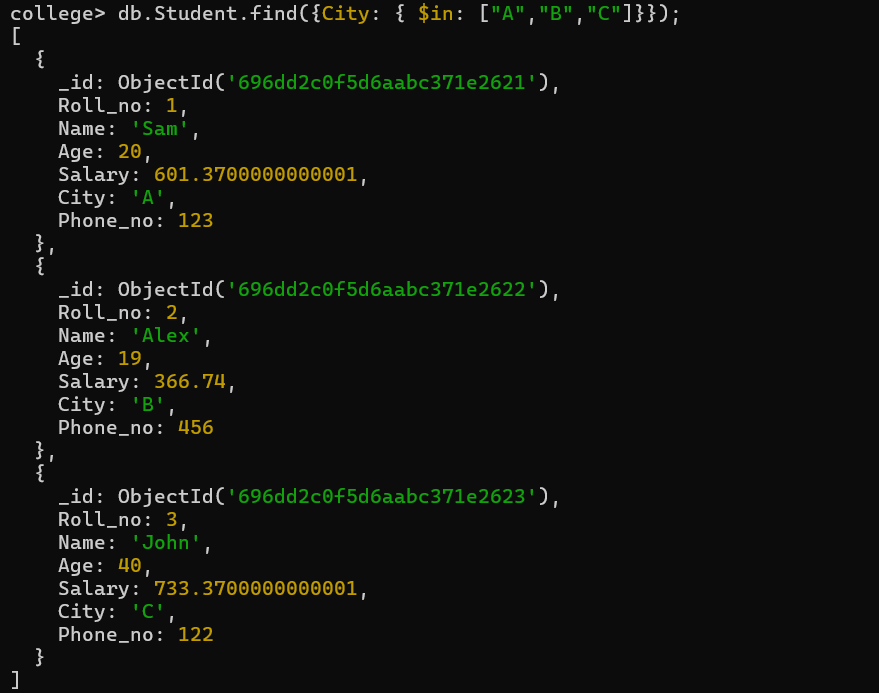 college> db.Student.find({City: { $in: ["A","B","C"]}});
[
  {
    _id: ObjectId('696dd2c0f5d6aabc371e2621'),
    Roll_no: 1,
    Name: 'Sam',
    Age: 20,
    Salary: 601.3700000000001,
    City: 'A',
    Phone_no: 123
  },
  {
    _id: ObjectId('696dd2c0f5d6aabc371e2622'),
    Roll_no: 2,
    Name: 'Alex',
    Age: 19,
    Salary: 366.74,
    City: 'B',
    Phone_no: 456
  },
  {
    _id: ObjectId('696dd2c0f5d6aabc371e2623'),
    Roll_no: 3,
    Name: 'John',
    Age: 40,
    Salary: 733.3700000000001,
    City: 'C',
    Phone_no: 122
  }
]